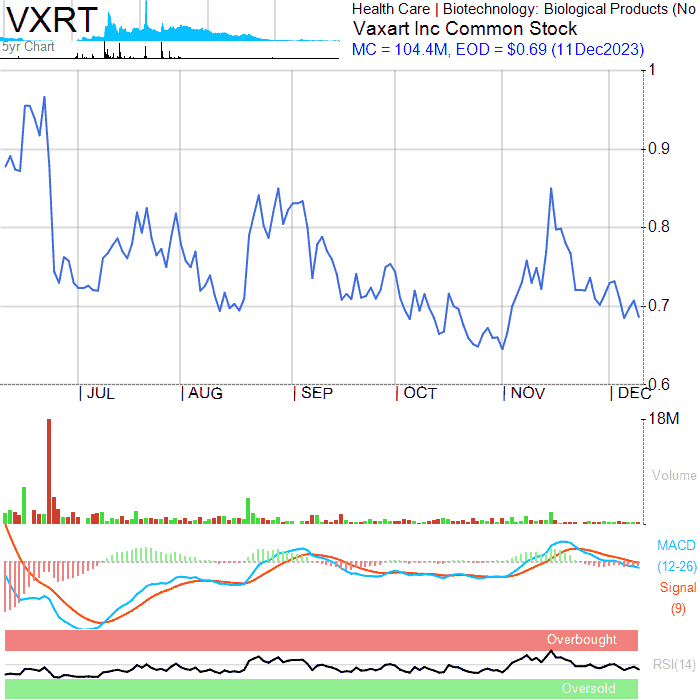 VXRT
5yr Chart
Health Care | Biotechnology: Biological Products (No
Vaxart Inc Common Stock
MC = 104.4M, EOD = $0.69 (11Dec2023)
1
0.9
0.8
0.7
0.6
JUL AUG SEP OCT NOV DEC
18M
Volume
MACD
(12-26)
Signal
(9)
Overbought
RSI(14)
Oversold